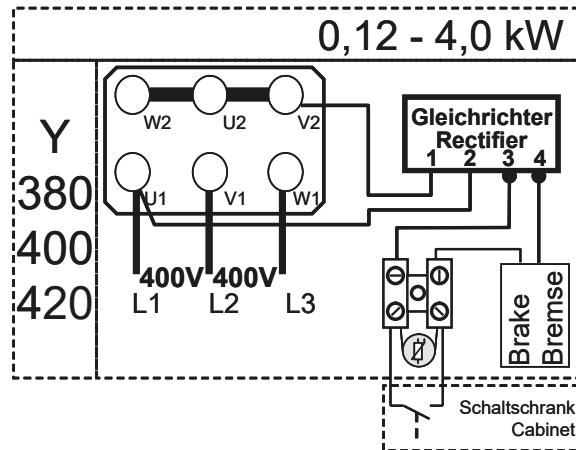 0,12 - 4,0 kW
Y
380
400
420
W2 U2 V2
U1 V1 W1
400V 400V
L1 L2 L3
Gleichrichter
Rectifier
1 2 3 4
Brake
Bremse
Schaltschrank
Cabinet